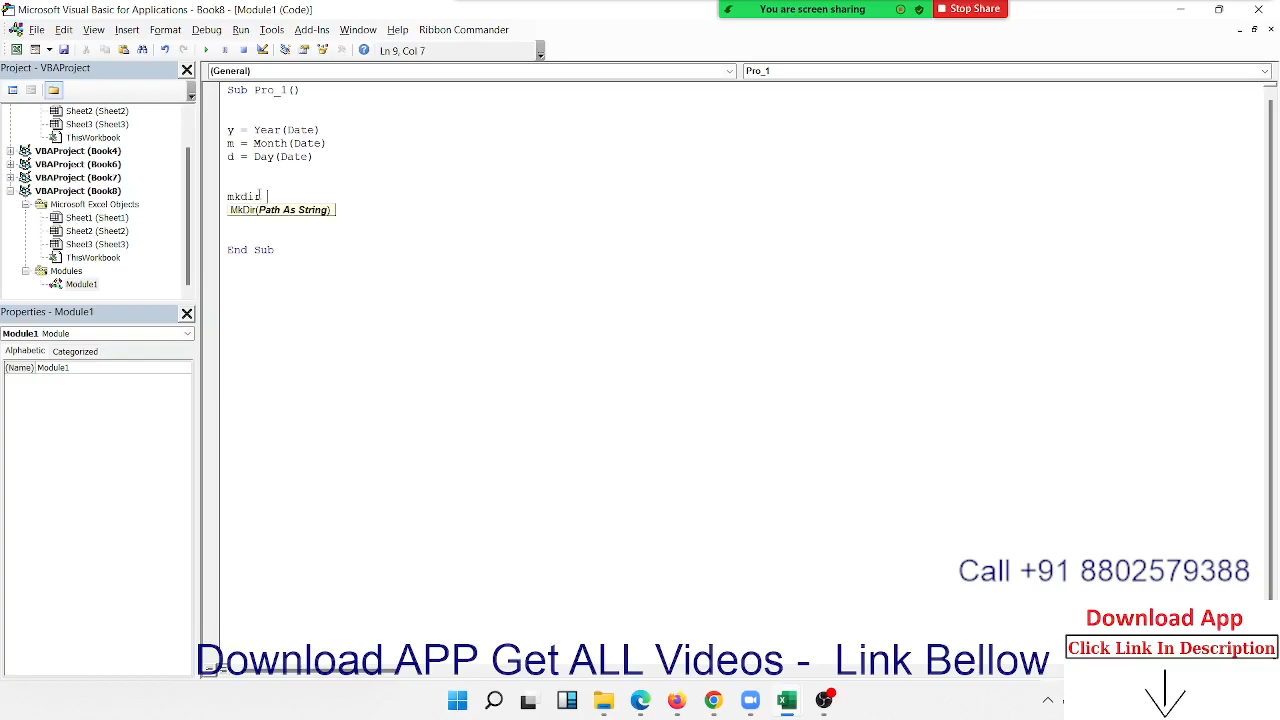 Microsoft Visual Basic for Applications - Book8 - [Module1 (Code)]
You are screen sharing
Stop Share
File Edit View Insert Format Debug Run Tools Add-Ins Window Help Ribbon Commander
Ln 9, Col 7
Project - VBAProject
(General)
Pro_1
Sheet2 (Sheet2)
Sheet3 (Sheet3)
ThisWorkbook
VBAProject (Book4)
VBAProject (Book6)
VBAProject (Book7)
VBAProject (Book8)
Microsoft Excel Objects
Sheet1 (Sheet1)
Sheet2 (Sheet2)
Sheet3 (Sheet3)
ThisWorkbook
Modules
Module1
Properties - Module1
Module1 Module
Alphabetic Categorized
(Name) Module1
Sub Pro_1()
y = Year(Date)
m = Month(Date)
d = Day(Date)
mkdir
MkDir(Path As String)
End Sub
Call +91 8802579388
Download App
Click Link In Description
Download APP Get ALL Videos - Link Bellow